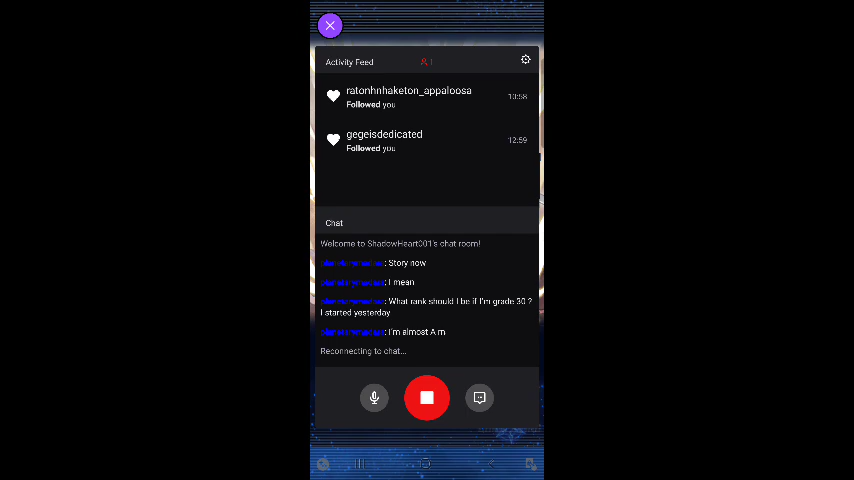 Activity Feed
1
ratonhnhaketon_appaloosa
Followed you
10:58
gegeisdedicated
Followed you
12:59
Chat
Welcome to ShadowHeart001's chat room!
: Story now
: I mean
: What rank should I be if I'm grade 30 ?
I started yesterday
: I'm almost A rn
Reconnecting to chat...